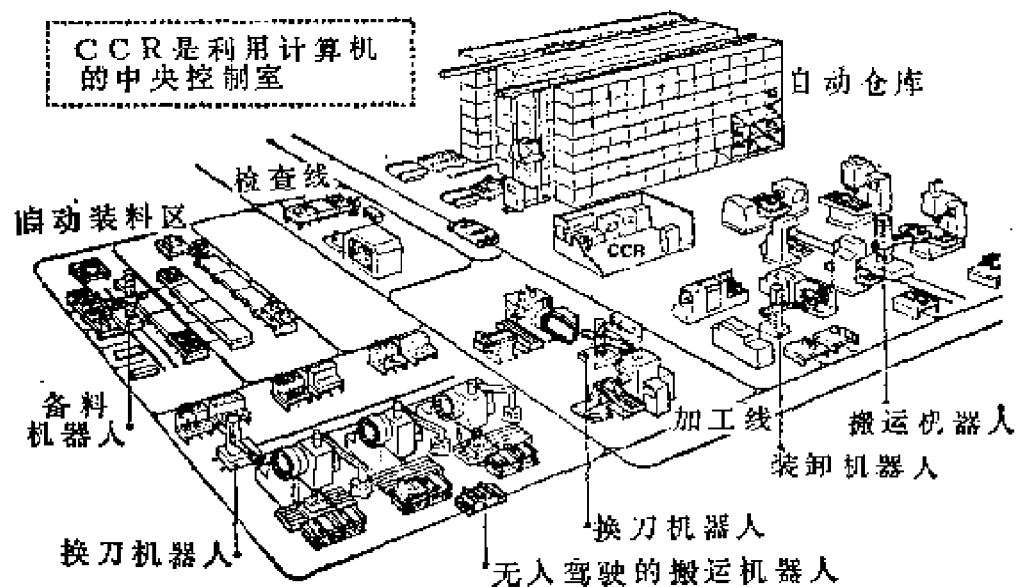 CCR是利用计算机
的中央控制室
自动仓库
检查线
自动装料区
CCR
备料
机器人
加工线
搬运机器人
装卸机器人
换刀机器人
换刀机器人
无人驾驶的搬运机器人